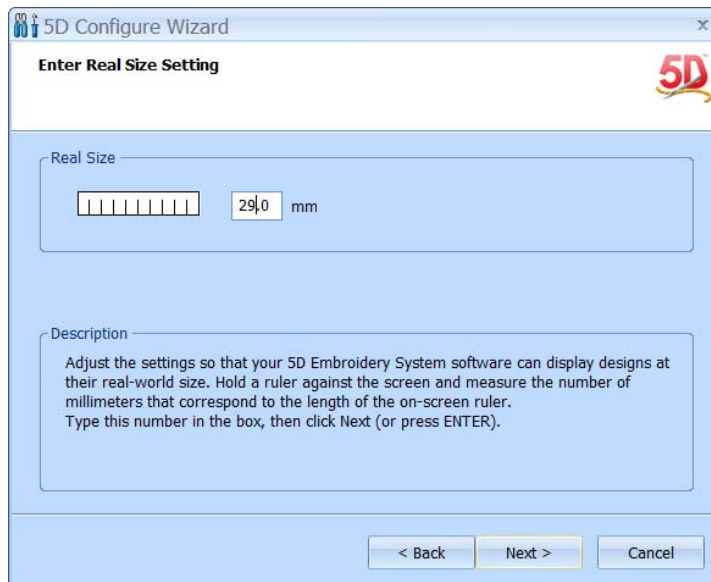 5D Configure Wizard
x
Enter Real Size Setting
5D
Real Size
29.0 mm
Description
Adjust the settings so that your 5D Embroidery System software can display designs at
their real-world size. Hold a ruler against the screen and measure the number of
millimeters that correspond to the length of the on-screen ruler.
Type this number in the box, then click Next (or press ENTER).
< Back Next > Cancel